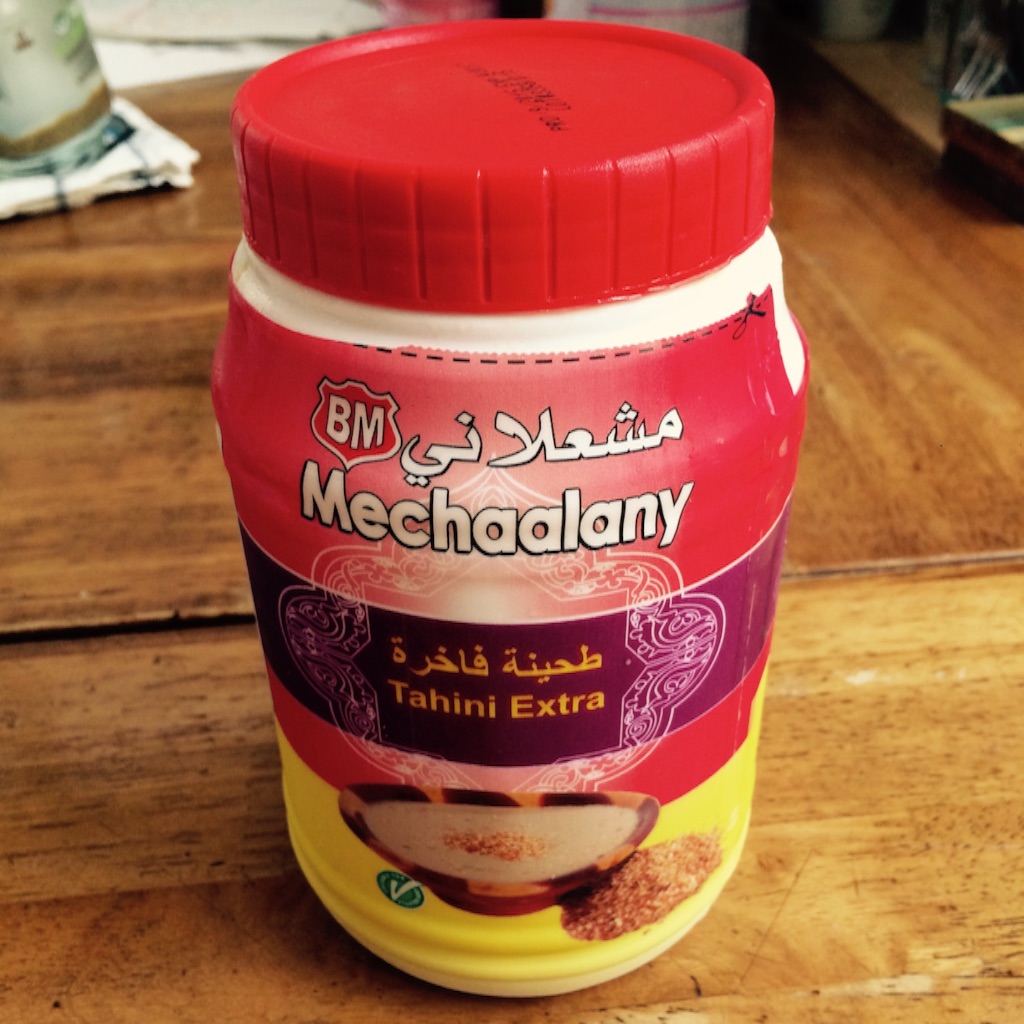 BM
مشعلاني
Mechaalany
طحينة فاخرة
Tahini Extra